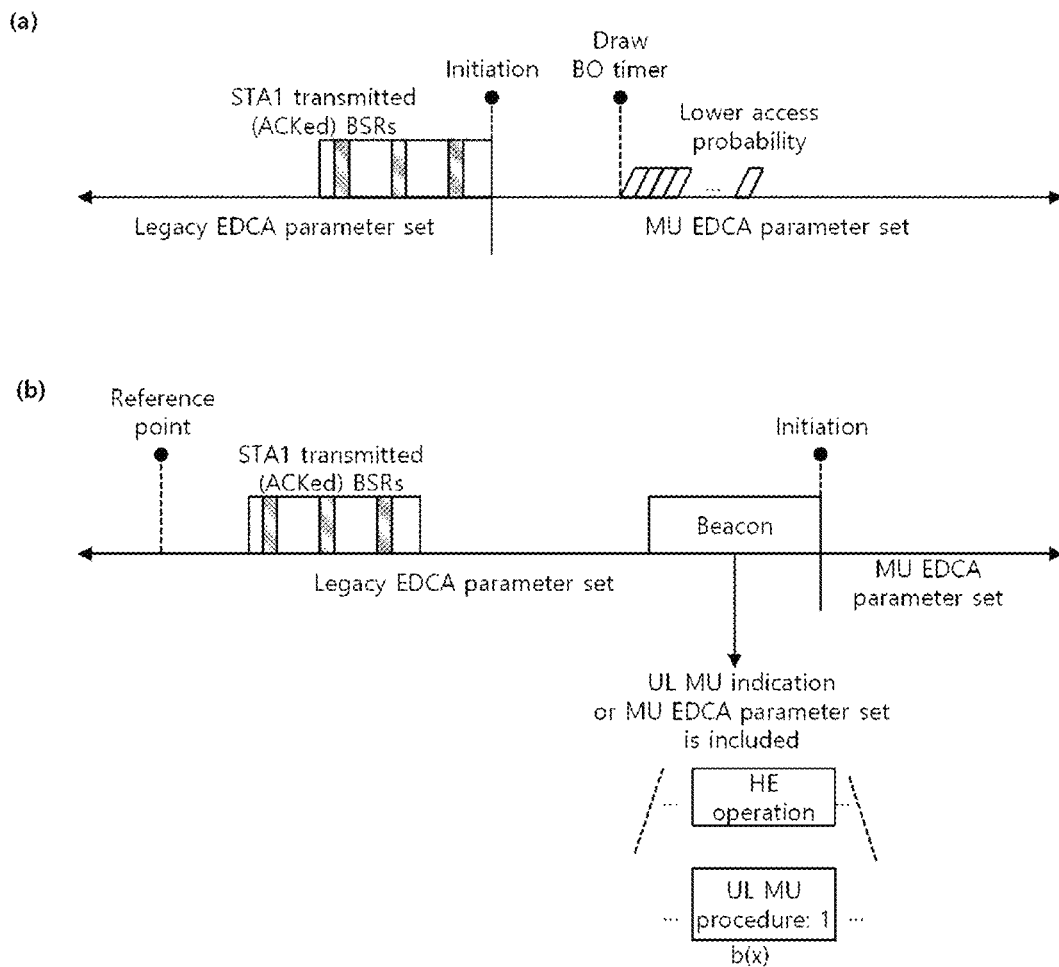 (a)
Draw
BO timer
Initiation
STA1 transmitted
(ACKed) BSRs
Lower access
probability
...
Legacy EDCA parameter set
MU EDCA parameter set
(b)
Reference
point
Initiation
STA1 transmitted
(ACKed) BSRs
Beacon
Legacy EDCA parameter set
MU EDCA
parameter set
UL MU indication
or MU EDCA parameter set
is included
... HE ...
operation
UL MU
... procedure: 1 ...
b(x)